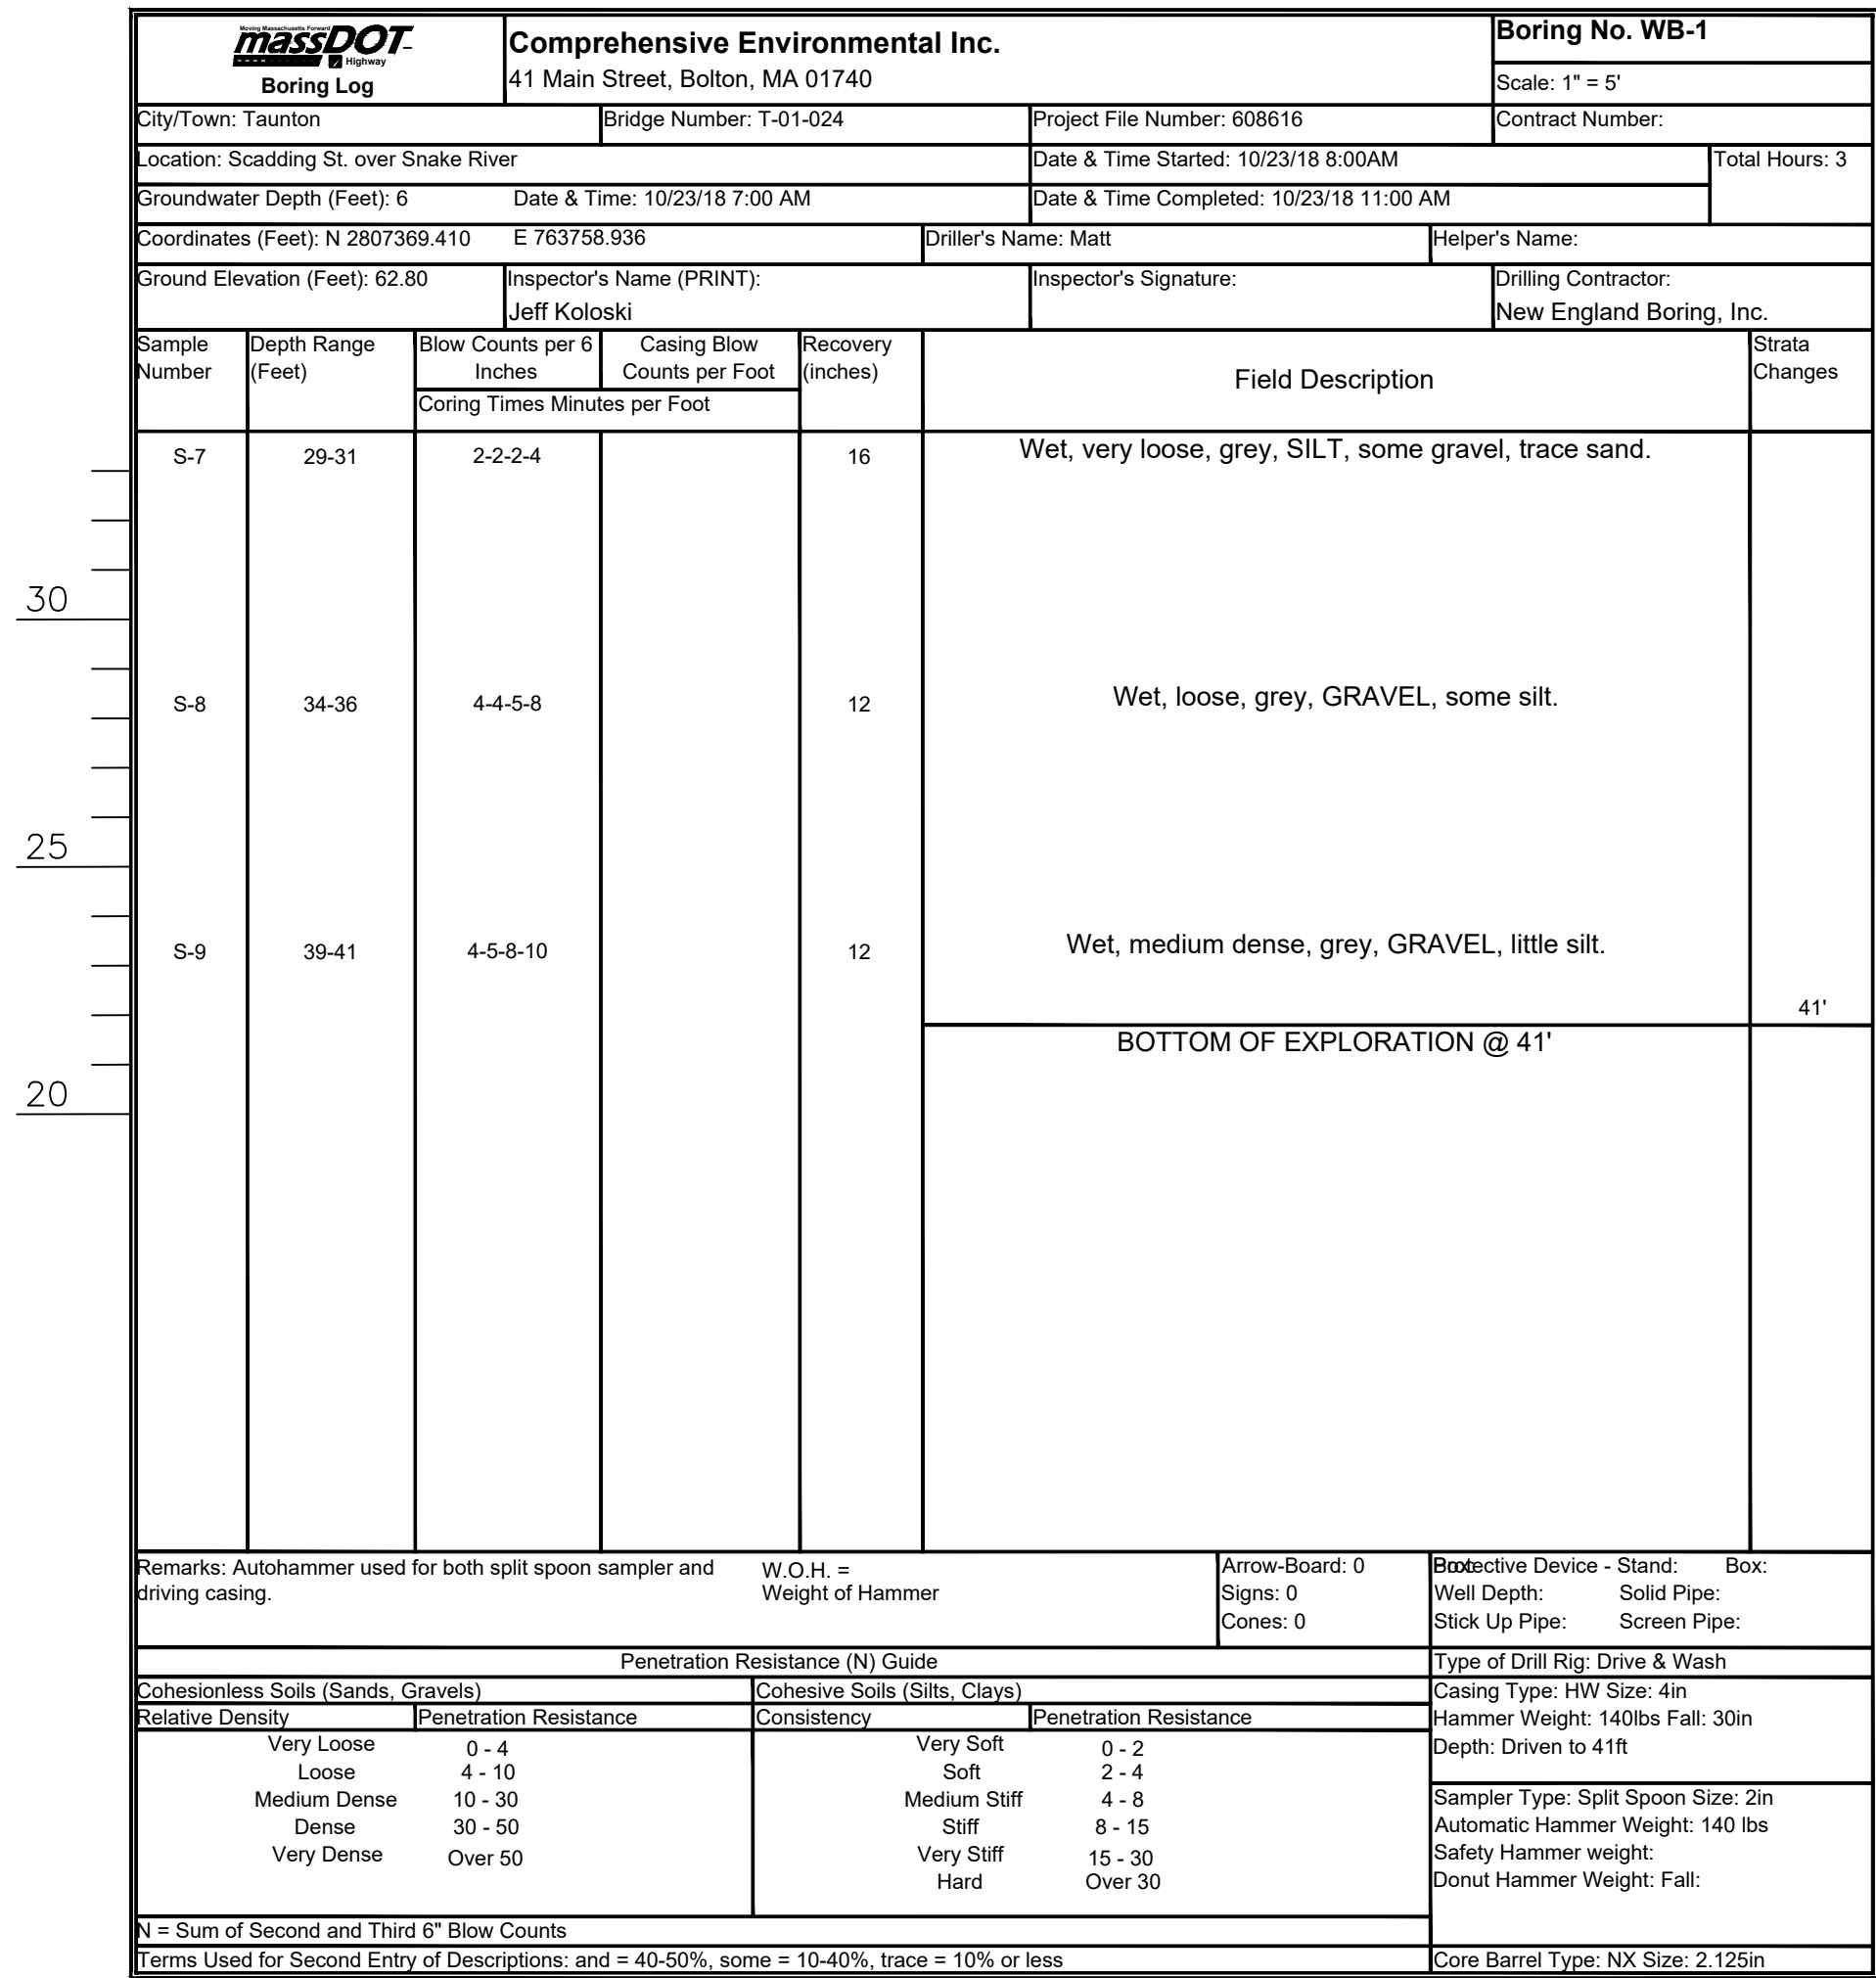 Moving Massachusetts Forward
massDOT
Highway
Boring Log
Comprehensive Environmental Inc.
41 Main Street, Bolton, MA 01740
Boring No. WB-1
Scale: 1" = 5'
City/Town: Taunton Bridge Number: T-01-024 Project File Number: 608616 Contract Number:
Location: Scadding St. over Snake River Date & Time Started: 10/23/18 8:00AM Total Hours: 3
Groundwater Depth (Feet): 6 Date & Time: 10/23/18 7:00 AM Date & Time Completed: 10/23/18 11:00 AM
Coordinates (Feet): N 2807369.410 E 763758.936 Driller's Name: Matt Helper's Name:
Ground Elevation (Feet): 62.80 Inspector's Name (PRINT): Inspector's Signature: Drilling Contractor:
Jeff Koloski New England Boring, Inc.
Sample Number Depth Range (Feet) Blow Counts per 6 Inches Casing Blow Counts per Foot Recovery (inches) Field Description Strata Changes
Coring Times Minutes per Foot
S-7 29-31 2-2-2-4 16 Wet, very loose, grey, SILT, some gravel, trace sand.
30
S-8 34-36 4-4-5-8 12 Wet, loose, grey, GRAVEL, some silt.
25
S-9 39-41 4-5-8-10 12 Wet, medium dense, grey, GRAVEL, little silt.
41'
BOTTOM OF EXPLORATION @ 41'
20
Remarks: Autohammer used for both split spoon sampler and
driving casing.
W.O.H. =
Weight of Hammer
Arrow-Board: 0
Signs: 0
Cones: 0
Protective Device - Stand: Box:
Box:
Well Depth: Solid Pipe:
Stick Up Pipe: Screen Pipe:
Penetration Resistance (N) Guide
Type of Drill Rig: Drive & Wash
Cohesionless Soils (Sands, Gravels) Cohesive Soils (Silts, Clays)
Relative Density Penetration Resistance Consistency Penetration Resistance
Very Loose 0 - 4 Very Soft 0 - 2
Loose 4 - 10 Soft 2 - 4
Medium Dense 10 - 30 Medium Stiff 4 - 8
Dense 30 - 50 Stiff 8 - 15
Very Dense Over 50 Very Stiff 15 - 30
Hard Over 30
Casing Type: HW Size: 4in
Hammer Weight: 140lbs Fall: 30in
Depth: Driven to 41ft
Sampler Type: Split Spoon Size: 2in
Automatic Hammer Weight: 140 lbs
Safety Hammer weight:
Donut Hammer Weight: Fall:
N = Sum of Second and Third 6" Blow Counts
Terms Used for Second Entry of Descriptions: and = 40-50%, some = 10-40%, trace = 10% or less
Core Barrel Type: NX Size: 2.125in